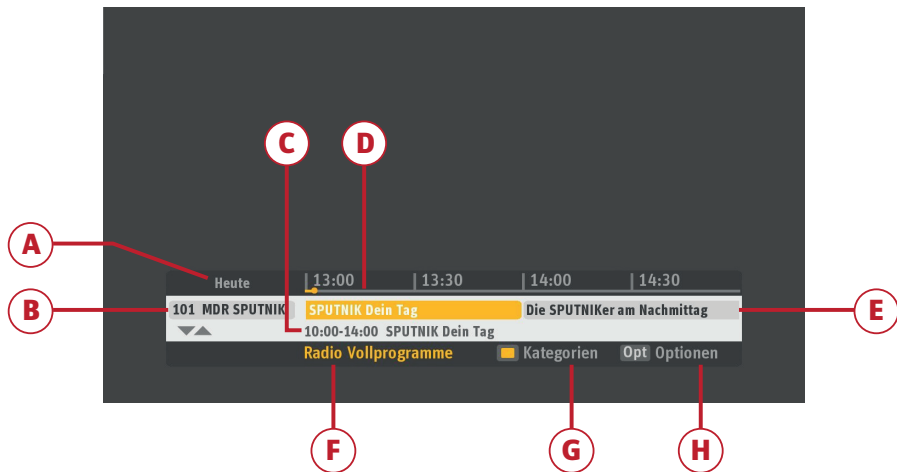 C D
A
Heute 13:00 13:30 14:00 14:30
B 101 MDR SPUTNIK SPUTNIK Dein Tag Die SPUTNIKer am Nachmittag E
10:00-14:00 SPUTNIK Dein Tag
Radio Vollprogramme Kategorien Opt Optionen
F G H